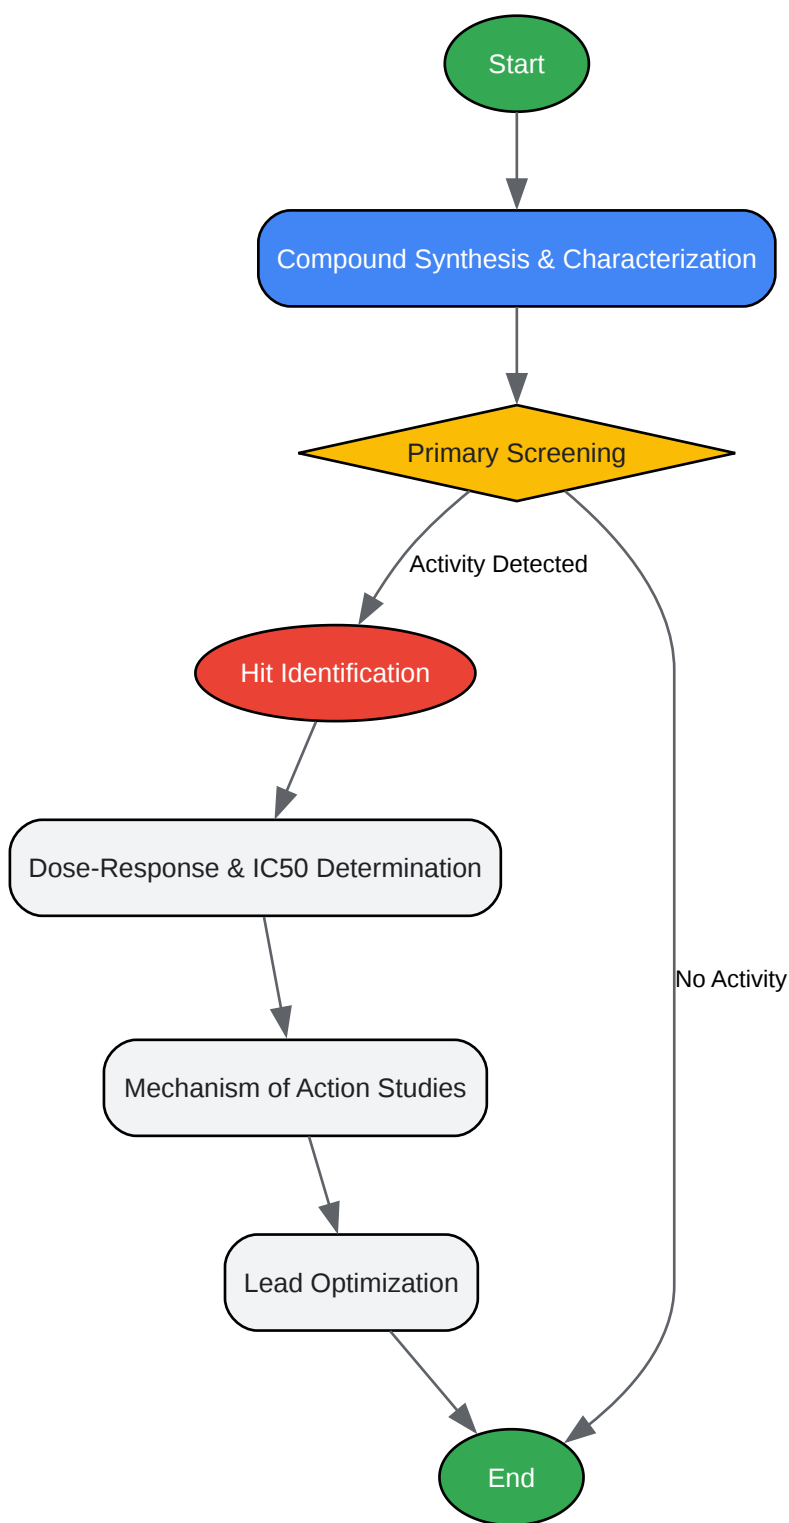 Start
Compound Synthesis & Characterization
Primary Screening
Activity Detected
Hit Identification
Dose-Response & IC50 Determination
No Activity
Mechanism of Action Studies
Lead Optimization
End